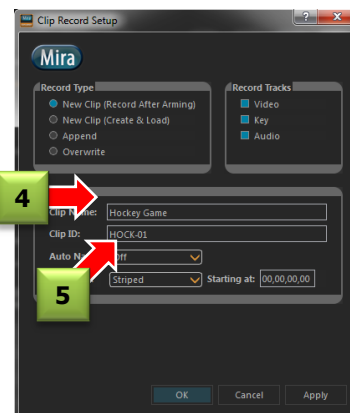 Clip Record Setup
Mira
Record Type
New Clip (Record After Arming)
New Clip (Create & Load)
Append
Overwrite
Record Tracks
Video
Key
Audio
4
Clip Name: Hockey Game
Clip ID: HOCK-01
Auto Off
5
Striped Starting at: 00,00,00,00
OK Cancel Apply